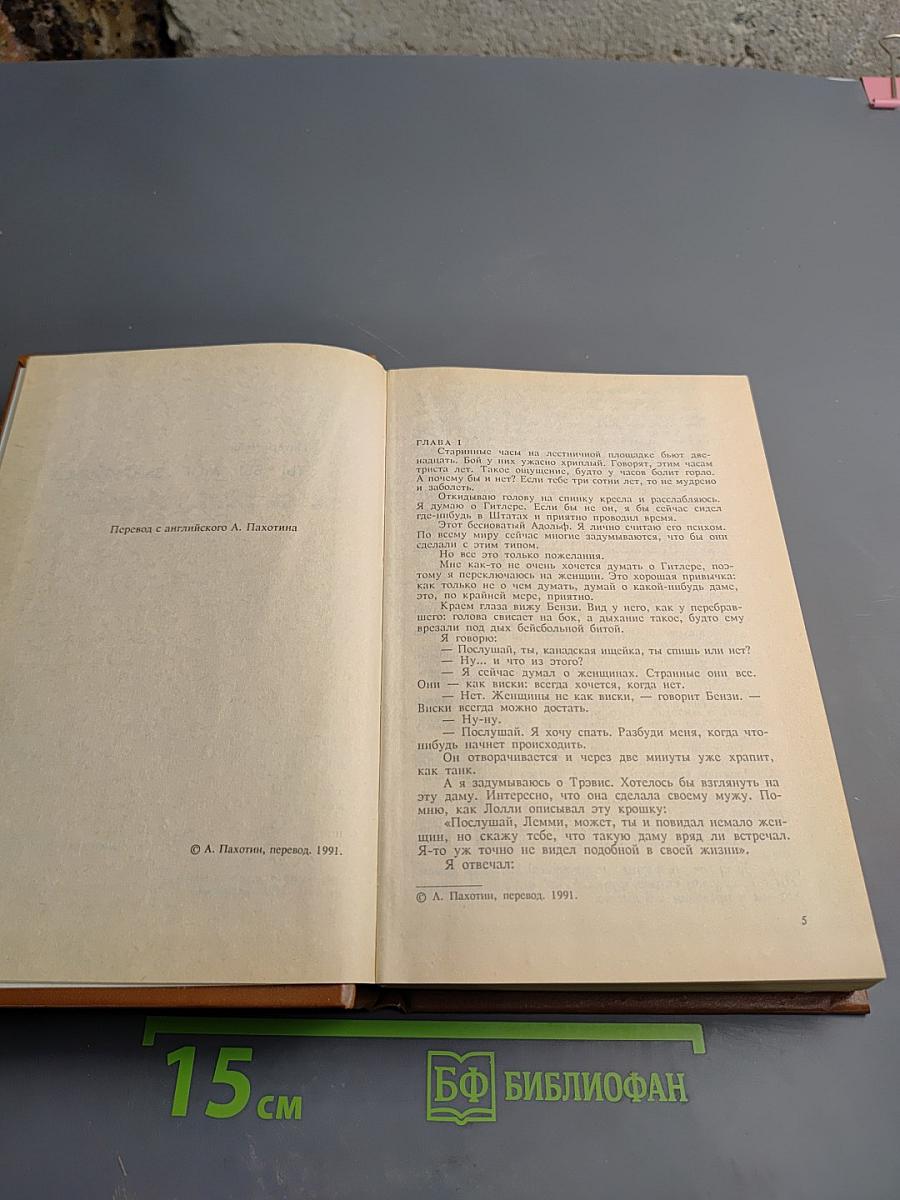 Перевод с английского А. Пахотина
© А. Пахотин, перевод. 1991.
ГЛАВА I
Старинные часы на лестничной площадке бьют две-
надцать. Бой у них ужасно хриплый. Говорят, этим часам
триста лет. Такое ощущение, будто у часов болит горло.
А почему бы и нет? Если тебе три сотни лет, то не мудрено
и заболеть.
Откидываю голову на спинку кресла и расслабляюсь.
Я думаю о Гитлере. Если бы не он, я бы сейчас сидел
где-нибудь в Штатах и приятно проводил время.
Этот бесноватый Адольф. Я лично считаю его психом.
По всему миру сейчас многие задумываются, что бы они
сделали с этим типом.
Но все это только пожелания.
Мне как-то не очень хочется думать о Гитлере, поэ-
тому я переключаюсь на женщин. Это хорошая привычка:
как только не о чем думать, думай о какой-нибудь даме,
это, по крайней мере, приятно.
Краем глаза вижу Бензи. Вид у него, как у перебрав-
шего: голова свисает на бок, а дыхание такое, будто ему
врезали под дых бейсбольной битой.
Я говорю:
— Послушай, ты, канадская ищейка, ты спишь или нет?
— Ну... и что из этого?
— Я сейчас думал о женщинах. Странные они все.
Они — как виски: всегда хочется, когда нет.
— Нет. Женщины не как виски, — говорит Бензи. —
Виски всегда можно достать.
— Ну-ну.
— Послушай. Я хочу спать. Разбуди меня, когда что-
нибудь начнет происходить.
Он отворачивается и через две минуты уже храпит,
как танк.
А я задумываюсь о Трэвис. Хотелось бы взглянуть на
эту даму. Интересно, что она сделала своему мужу. По-
мню, как Лолли описывал эту крошку:
«Послушай, Лемми, может, ты и повидал немало жен-
щин, но скажу тебе, что такую даму вряд ли встречал.
Я-то уж точно не видел подобной в своей жизни».
Я отвечал:
© А. Пахотин, перевод. 1991.
5
15 см
БФ БИБЛИОФАН